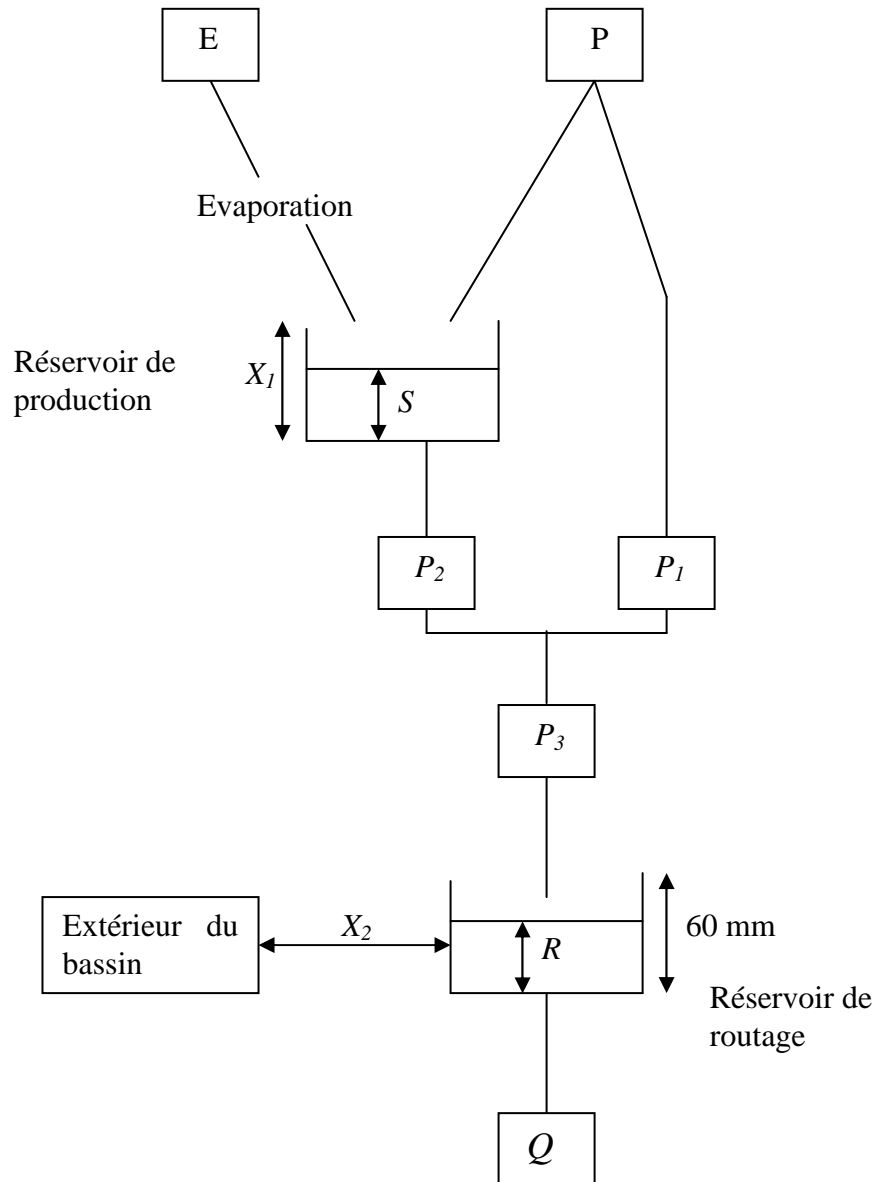 E
P
Evaporation
Réservoir de
production
X1
S
P2
P1
P3
Extérieur du
bassin
X2
R
60 mm
Réservoir de
routage
Q